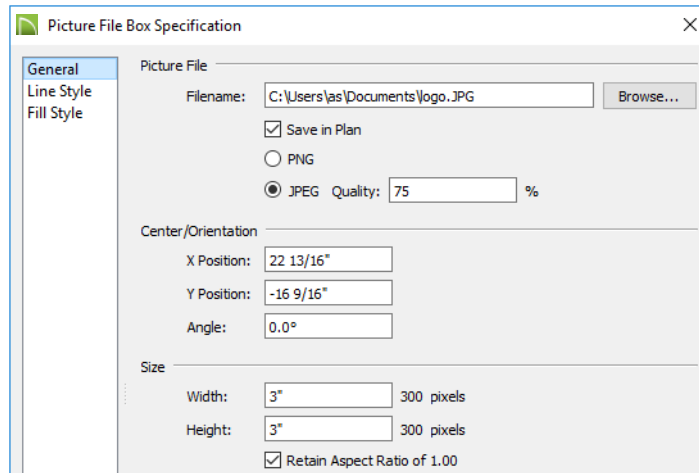 Picture File Box Specification
General
Line Style
Fill Style
Picture File
Filename: C:\Users\as\Documents\logo.JPG Browse...
Save in Plan
PNG
JPEG Quality: 75 %
Center/Orientation
X Position: 22 13/16"
Y Position: -16 9/16"
Angle: 0.0°
Size
Width: 3" 300 pixels
Height: 3" 300 pixels
Retain Aspect Ratio of 1.00